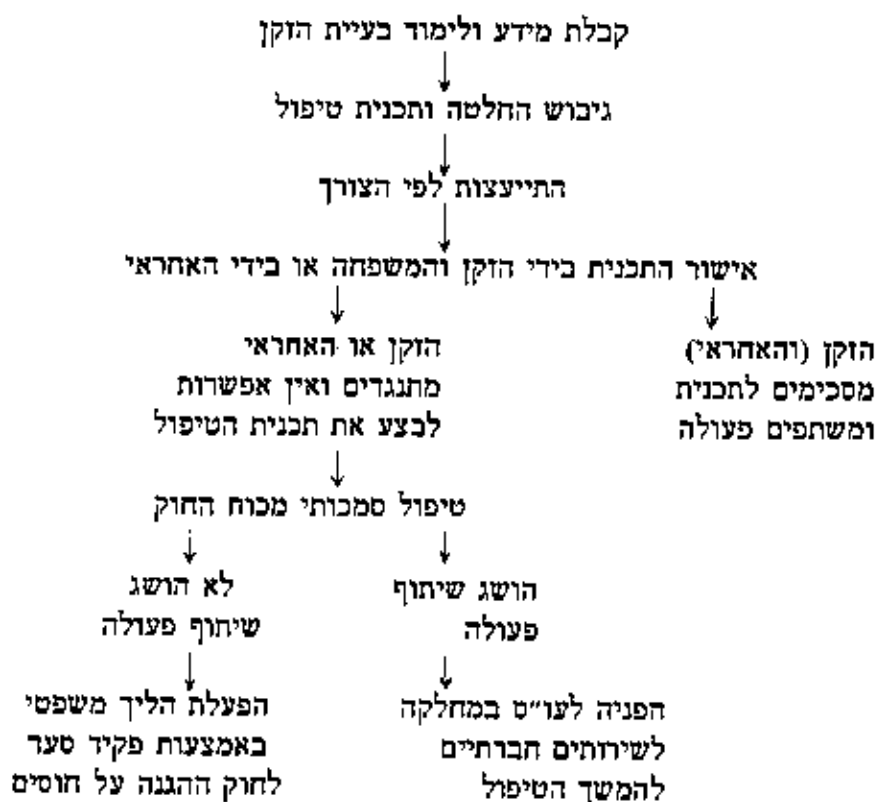 קבלת מידע ולימוד בעיית הזקן
גיבוש החלטה ותכנית טיפול
התייעצות לפי הצורך
אישור התכנית בידי הזקן והמשפחה או בידי האחראי
הזקן (והאחראי)
מסכימים לתכנית
ומשתפים פעולה
הזקן או האחראי
מתנגדים ואין אפשרות
לבצע את תכנית הטיפול
טיפול סמכותי מכוח החוק
הושג שיתוף
פעולה
לא הושג
שיתוף פעולה
הפניה לעו״ס במחלקה
לשירותים חברתיים
להמשך הטיפול
הפעלת הליך משפטי
באמצעות פקיד סער
לחוק ההגנה על חוסים